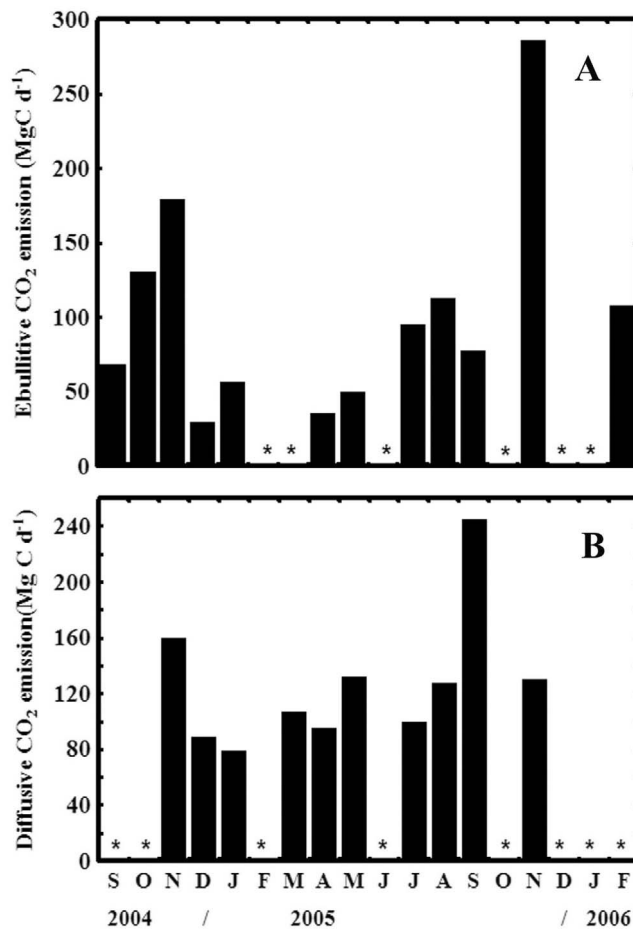 300
A
250
200
150
100
50
0
* * * * * *
Ebullitive CO₂ emission (MgC d⁻¹)
B
240
200
160
120
80
40
0
* * * * * * * *
Diffusive CO₂ emission(Mg C d⁻¹)
S O N D J F M A M J J A S O N D J F
2004 / 2005 / 2006